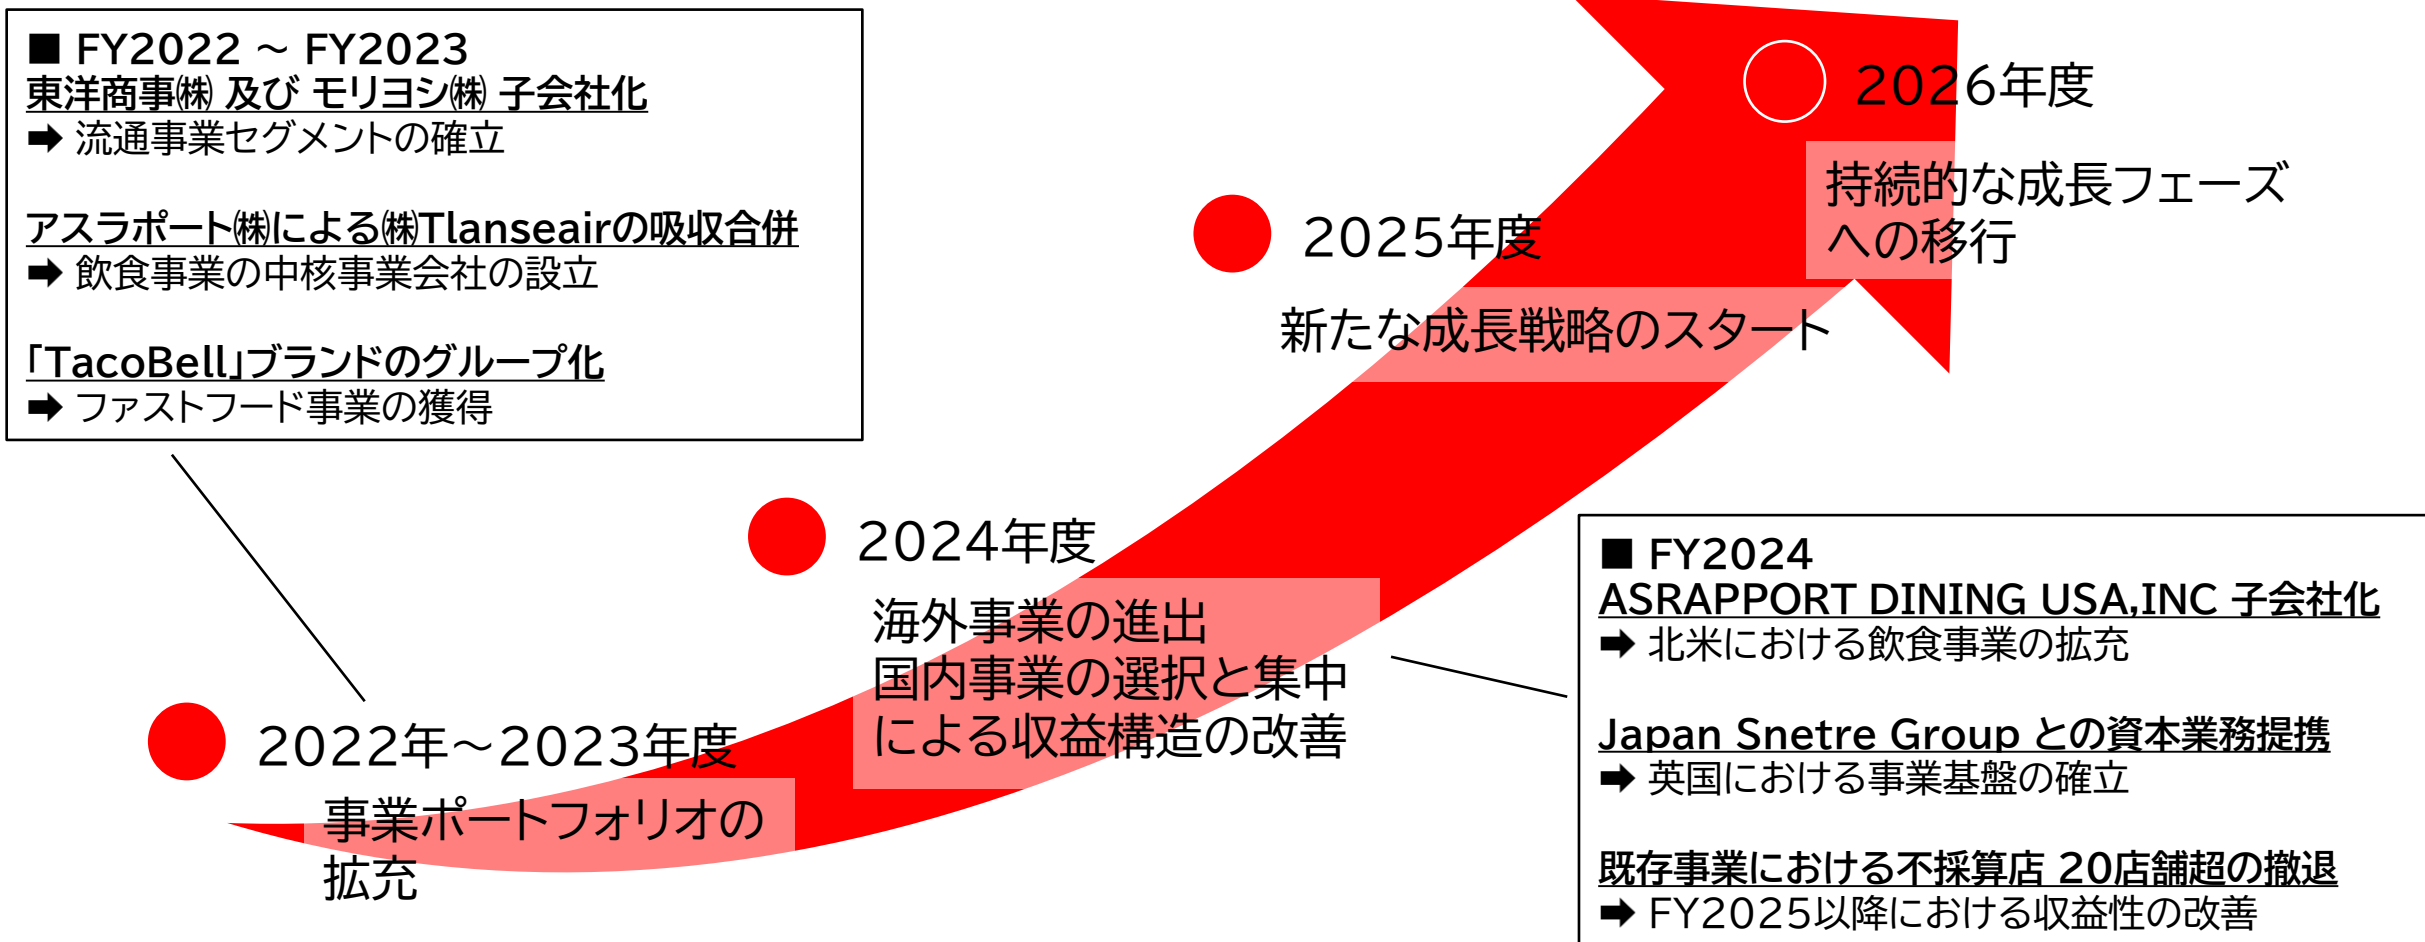 ■ FY2022 ～ FY2023
東洋商事㈱ 及び モリヨシ㈱ 子会社化
➡ 流通事業セグメントの確立
アスラポート㈱による㈱Tlanseairの吸収合併
➡ 飲食事業の中核事業会社の設立
「TacoBell」ブランドのグループ化
➡ ファストフード事業の獲得
2022年～2023年度
事業ポートフォリオの
拡充
2024年度
海外事業の進出
国内事業の選択と集中
による収益構造の改善
2025年度
新たな成長戦略のスタート
2026年度
持続的な成長フェーズ
への移行
■ FY2024
ASRAPPORT DINING USA,INC 子会社化
➡ 北米における飲食事業の拡充
Japan Snetre Group との資本業務提携
➡ 英国における事業基盤の確立
既存事業における不採算店 20店舗超の撤退
➡ FY2025以降における収益性の改善